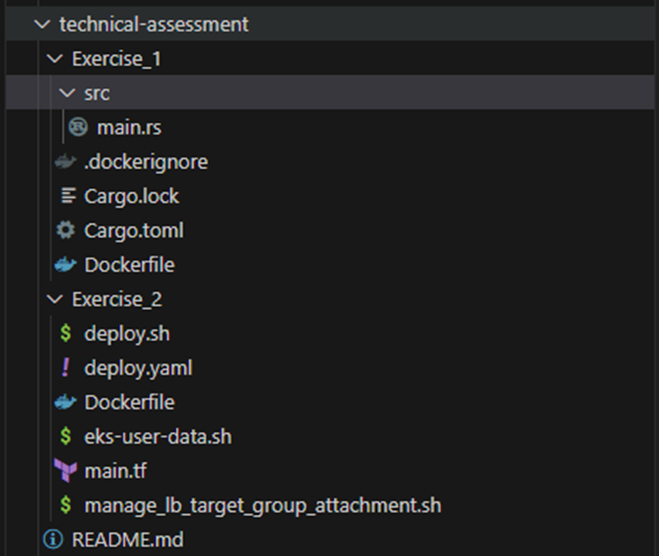 technical-assessment
Exercise_1
src
main.rs
.dockerignore
Cargo.lock
Cargo.toml
Dockerfile
Exercise_2
$ deploy.sh
! deploy.yaml
Dockerfile
$ eks-user-data.sh
main.tf
$ manage_lb_target_group_attachment.sh
README.md